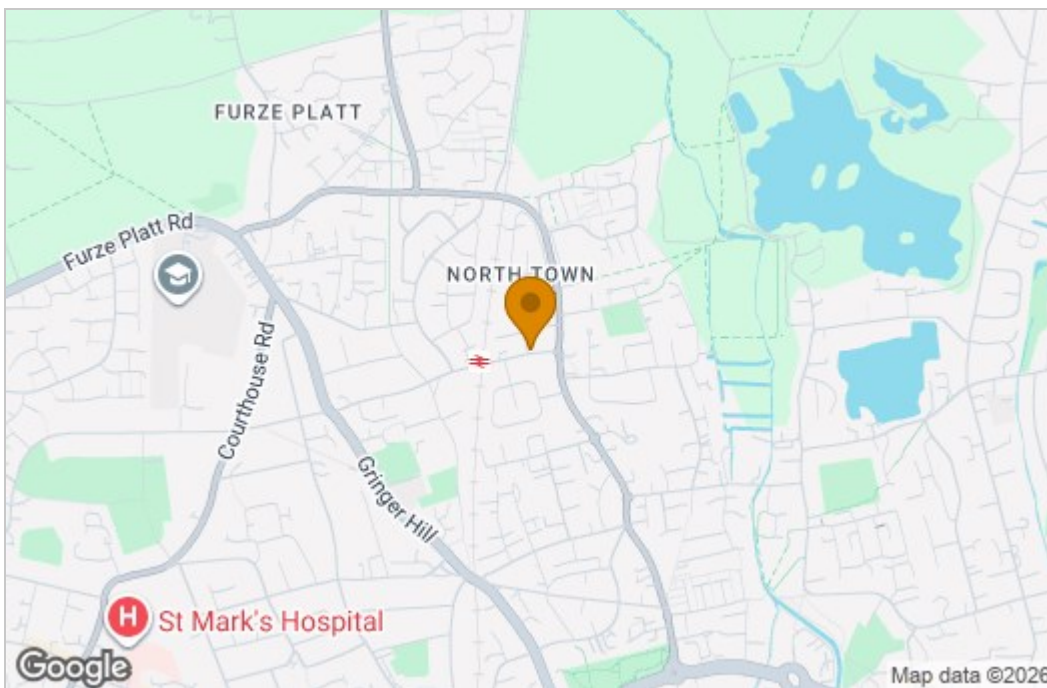 FURZE PLATT
Furze Platt Rd
NORTH TOWN
Courthouse Rd
Gringer Hill
H St Mark's Hospital
Google
Map data ©2026